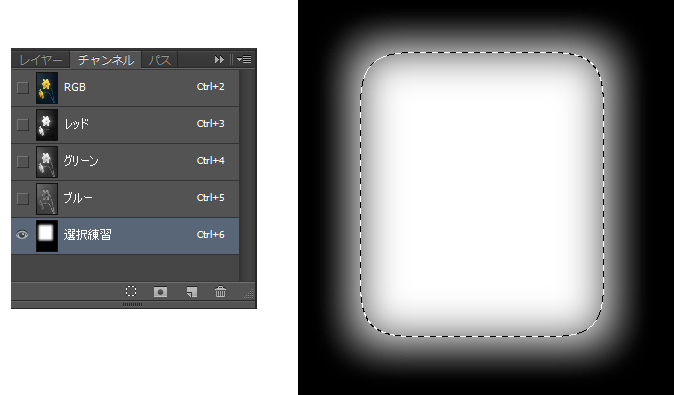 レイヤー チャンネル パス
RGB Ctrl+2
レッド Ctrl+3
グリーン Ctrl+4
ブルー Ctrl+5
選択練習 Ctrl+6